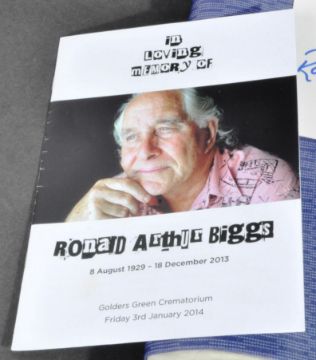 in
LOVING
MEMORY OF
RONALD ARTHUR BIGGS
8 August 1929 – 18 December 2013
Golders Green Crematorium
Friday 3rd January 2014